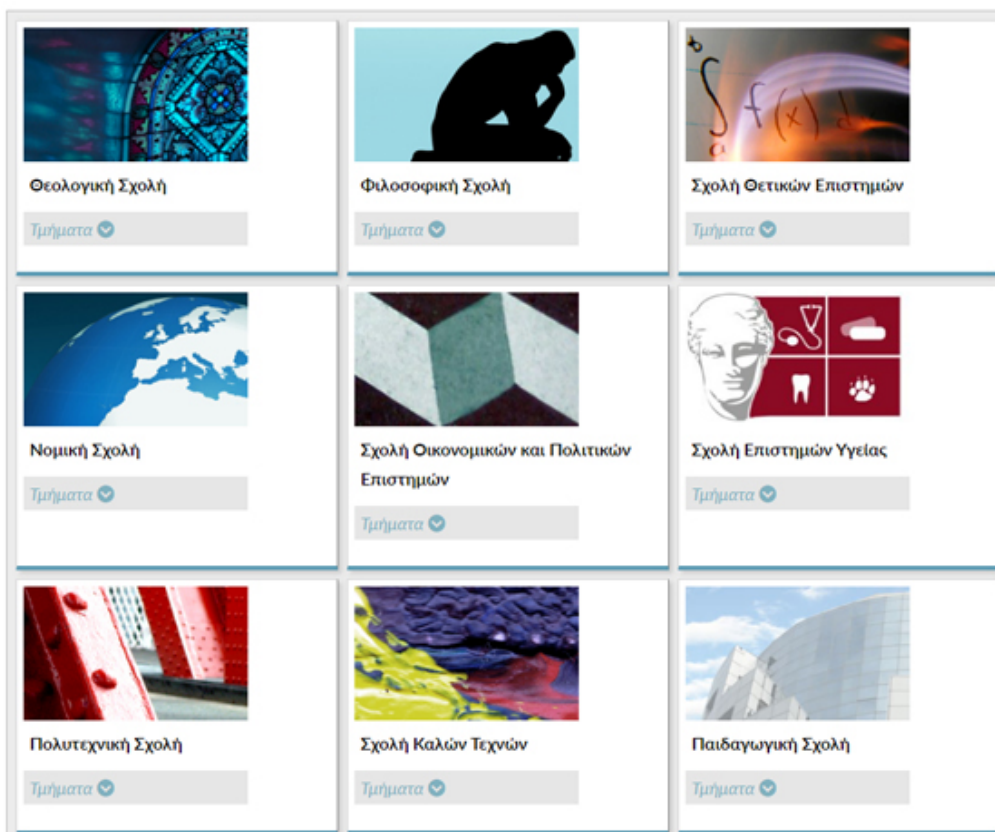 ∫ f(x) d
a
Θεολογική Σχολή
Φιλοσοφική Σχολή
Σχολή Θετικών Επιστημών
Τμήματα
Τμήματα
Τμήματα
Νομική Σχολή
Σχολή Οικονομικών και Πολιτικών
Επιστημών
Σχολή Επιστημών Υγείας
Τμήματα
Τμήματα
Τμήματα
Πολυτεχνική Σχολή
Σχολή Καλών Τεχνών
Παιδαγωγική Σχολή
Τμήματα
Τμήματα
Τμήματα